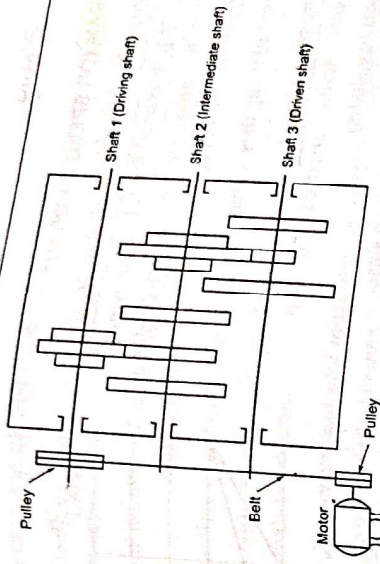 Shaft 1 (Driving shaft)
Shaft 2 (Intermediate shaft)
Shaft 3 (Driven shaft)
Pulley
Belt
Motor
Pulley